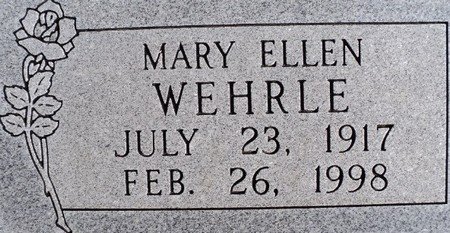 MARY ELLEN
WEHRLE
JULY 23, 1917
FEB. 26, 1998